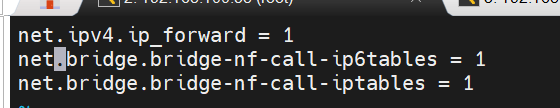 net.ipv4.ip_forward = 1
net.bridge.bridge-nf-call-ip6tables = 1
net.bridge.bridge-nf-call-iptables = 1